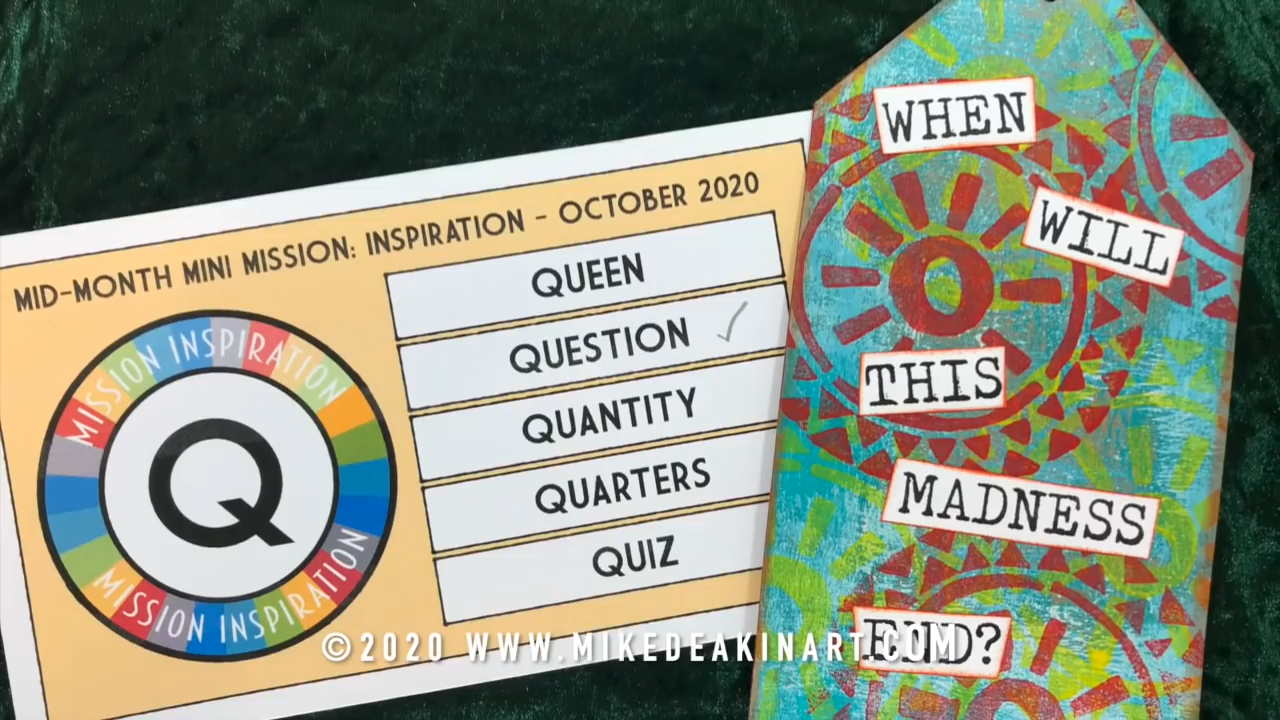 MID-MONTH MINI MISSION: INSPIRATION - OCTOBER 2020
MISSION INSPIRATION
Q
MISSION INSPIRATION
QUEEN
QUESTION ✓
QUANTITY
QUARTERS
QUIZ
WHEN
WILL
THIS
MADNESS
END?
©2020 WWW.MIKEDEAKINART.COM